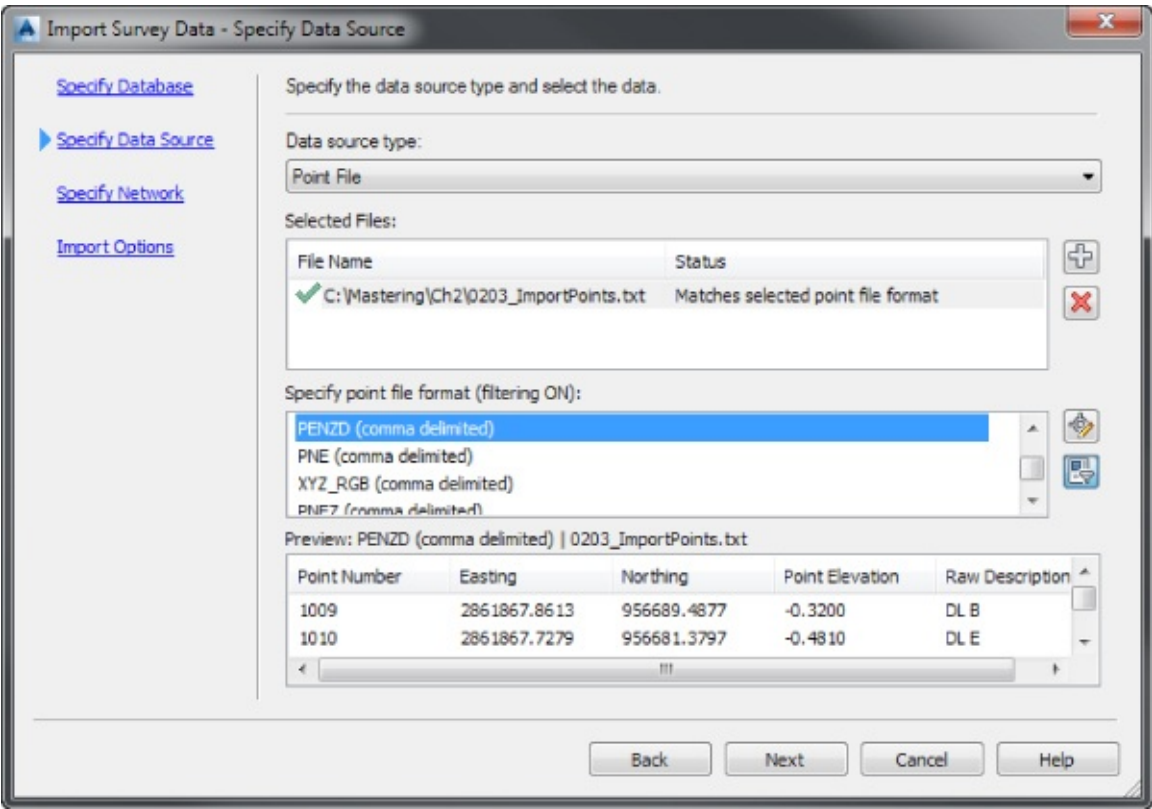 Import Survey Data - Specify Data Source
Specify Database
Specify Data Source
Specify Network
Import Options
Specify the data source type and select the data.
Data source type:
Point File
Selected Files:
File Name Status
C:\Mastering\Ch2\0203_ImportPoints.txt Matches selected point file format
Specify point file format (filtering ON):
PENZD (comma delimited)
PNE (comma delimited)
XYZ_RGB (comma delimited)
PNEZ (comma delimited)
Preview: PENZD (comma delimited) | 0203_ImportPoints.txt
Point Number Easting Northing Point Elevation Raw Description
1009 2861867.8613 956689.4877 -0.3200 DL B
1010 2861867.7279 956681.3797 -0.4810 DL E
Back Next Cancel Help